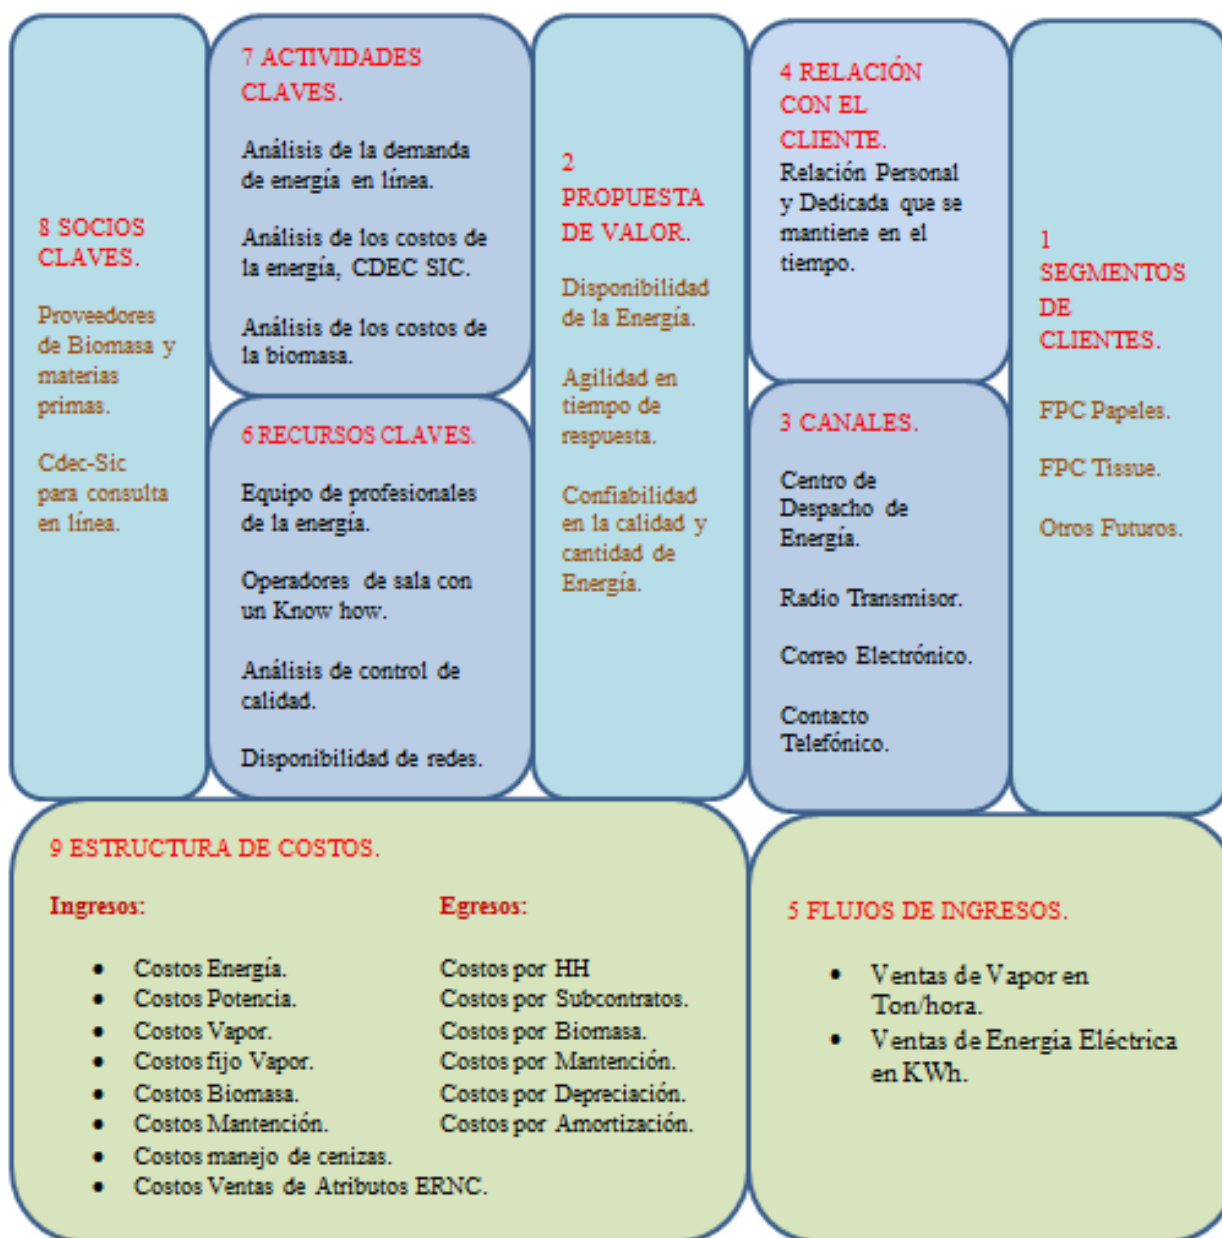 8 SOCIOS
CLAVES.
Proveedores
de Biomasa y
materias
primas.
Cdec-Sic
para consulta
en línea.
7 ACTIVIDADES
CLAVES.
Análisis de la demanda
de energía en línea.
Análisis de los costos de
la energía, CDEC SIC.
Análisis de los costos de
la biomasa.
6 RECURSOS CLAVES.
Equipo de profesionales
de la energía.
Operadores de sala con
un Know how.
Análisis de control de
calidad.
Disponibilidad de redes.
2
PROPUESTA
DE VALOR.
Disponibilidad
de la Energía.
Agilidad en
tiempo de
respuesta.
Confiabilidad
en la calidad y
cantidad de
Energía.
4 RELACIÓN
CON EL
CLIENTE.
Relación Personal
y Dedicada que se
mantiene en el
tiempo.
3 CANALES.
Centro de
Despacho de
Energía.
Radio Transmisor.
Correo Electrónico.
Contacto
Telefónico.
1
SEGMENTOS
DE
CLIENTES.
FPC Papeles.
FPC Tissue.
Otros Futuros.
9 ESTRUCTURA DE COSTOS.
Ingresos:
• Costos Energía.
• Costos Potencia.
• Costos Vapor.
• Costos fijo Vapor.
• Costos Biomasa.
• Costos Mantención.
• Costos manejo de cenizas.
• Costos Ventas de Atributos ERNC.
Egresos:
Costos por HH
Costos por Subcontratos.
Costos por Biomasa.
Costos por Mantención.
Costos por Depreciación.
Costos por Amortización.
5 FLUJOS DE INGRESOS.
• Ventas de Vapor en
Ton/hora.
• Ventas de Energía Eléctrica
en KWh.